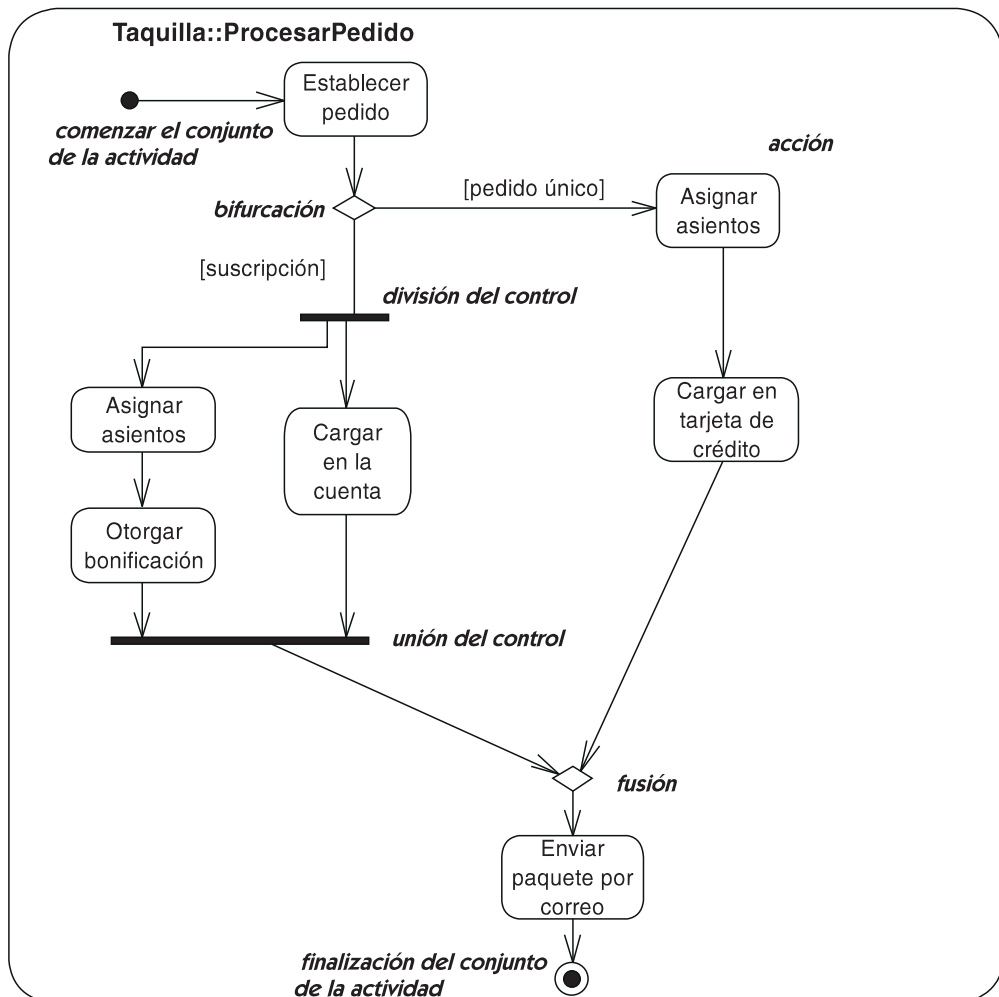 Taquilla::ProcesarPedido
Establecer
pedido
comenzar el conjunto
de la actividad
acción
[pedido único]
Asignar
asientos
bifurcación
[suscripción]
división del control
Asignar
asientos
Cargar
en la
cuenta
Cargar en
tarjeta de
crédito
Otorgar
bonificación
unión del control
fusión
Enviar
paquete por
correo
finalización del conjunto
de la actividad